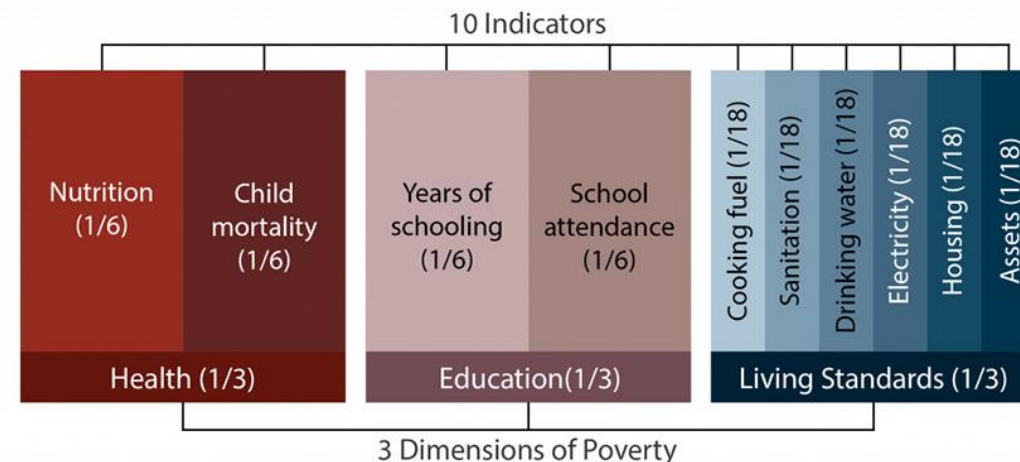 10 Indicators
Nutrition
(1/6)
Child
mortality
(1/6)
Years of
schooling
(1/6)
School
attendance
(1/6)
Cooking fuel (1/18)
Sanitation (1/18)
Drinking water (1/18)
Electricity (1/18)
Housing (1/18)
Assets (1/18)
Health (1/3)
Education(1/3)
Living Standards (1/3)
3 Dimensions of Poverty